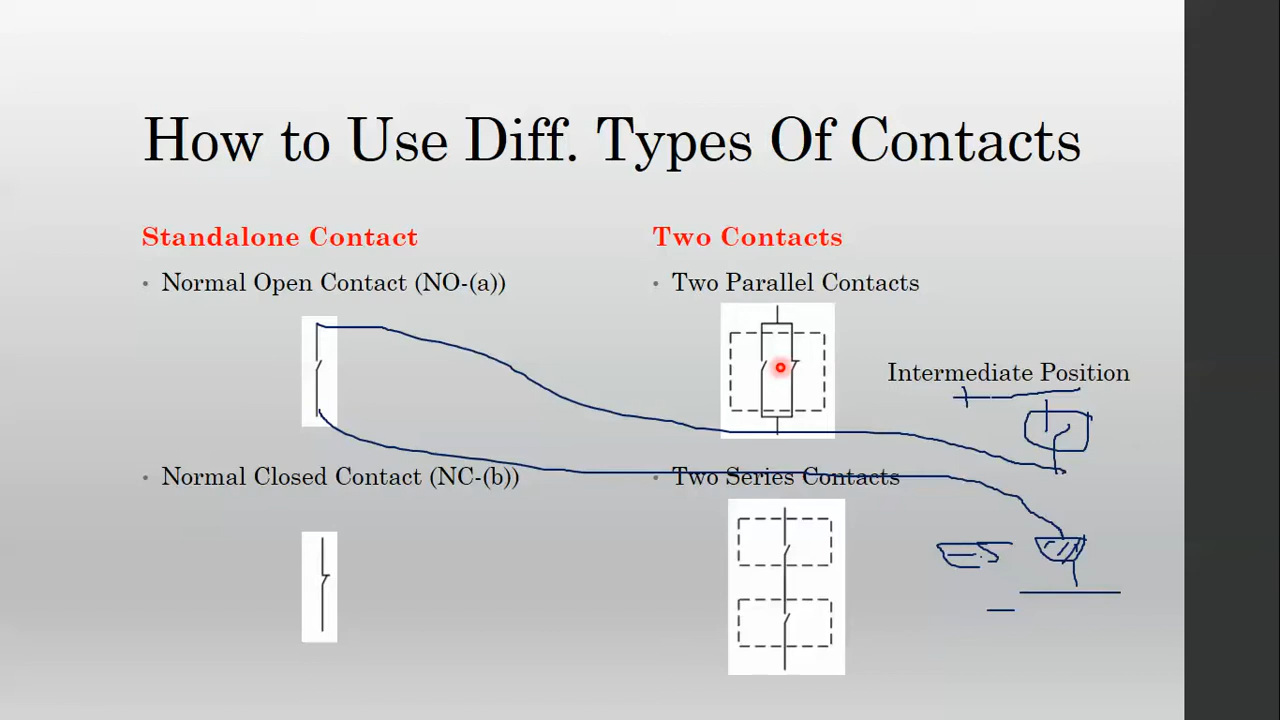 How to Use Diff. Types Of Contacts
Standalone Contact
• Normal Open Contact (NO-(a))
• Normal Closed Contact (NC-(b))
Two Contacts
• Two Parallel Contacts
Intermediate Position
• Two Series Contacts